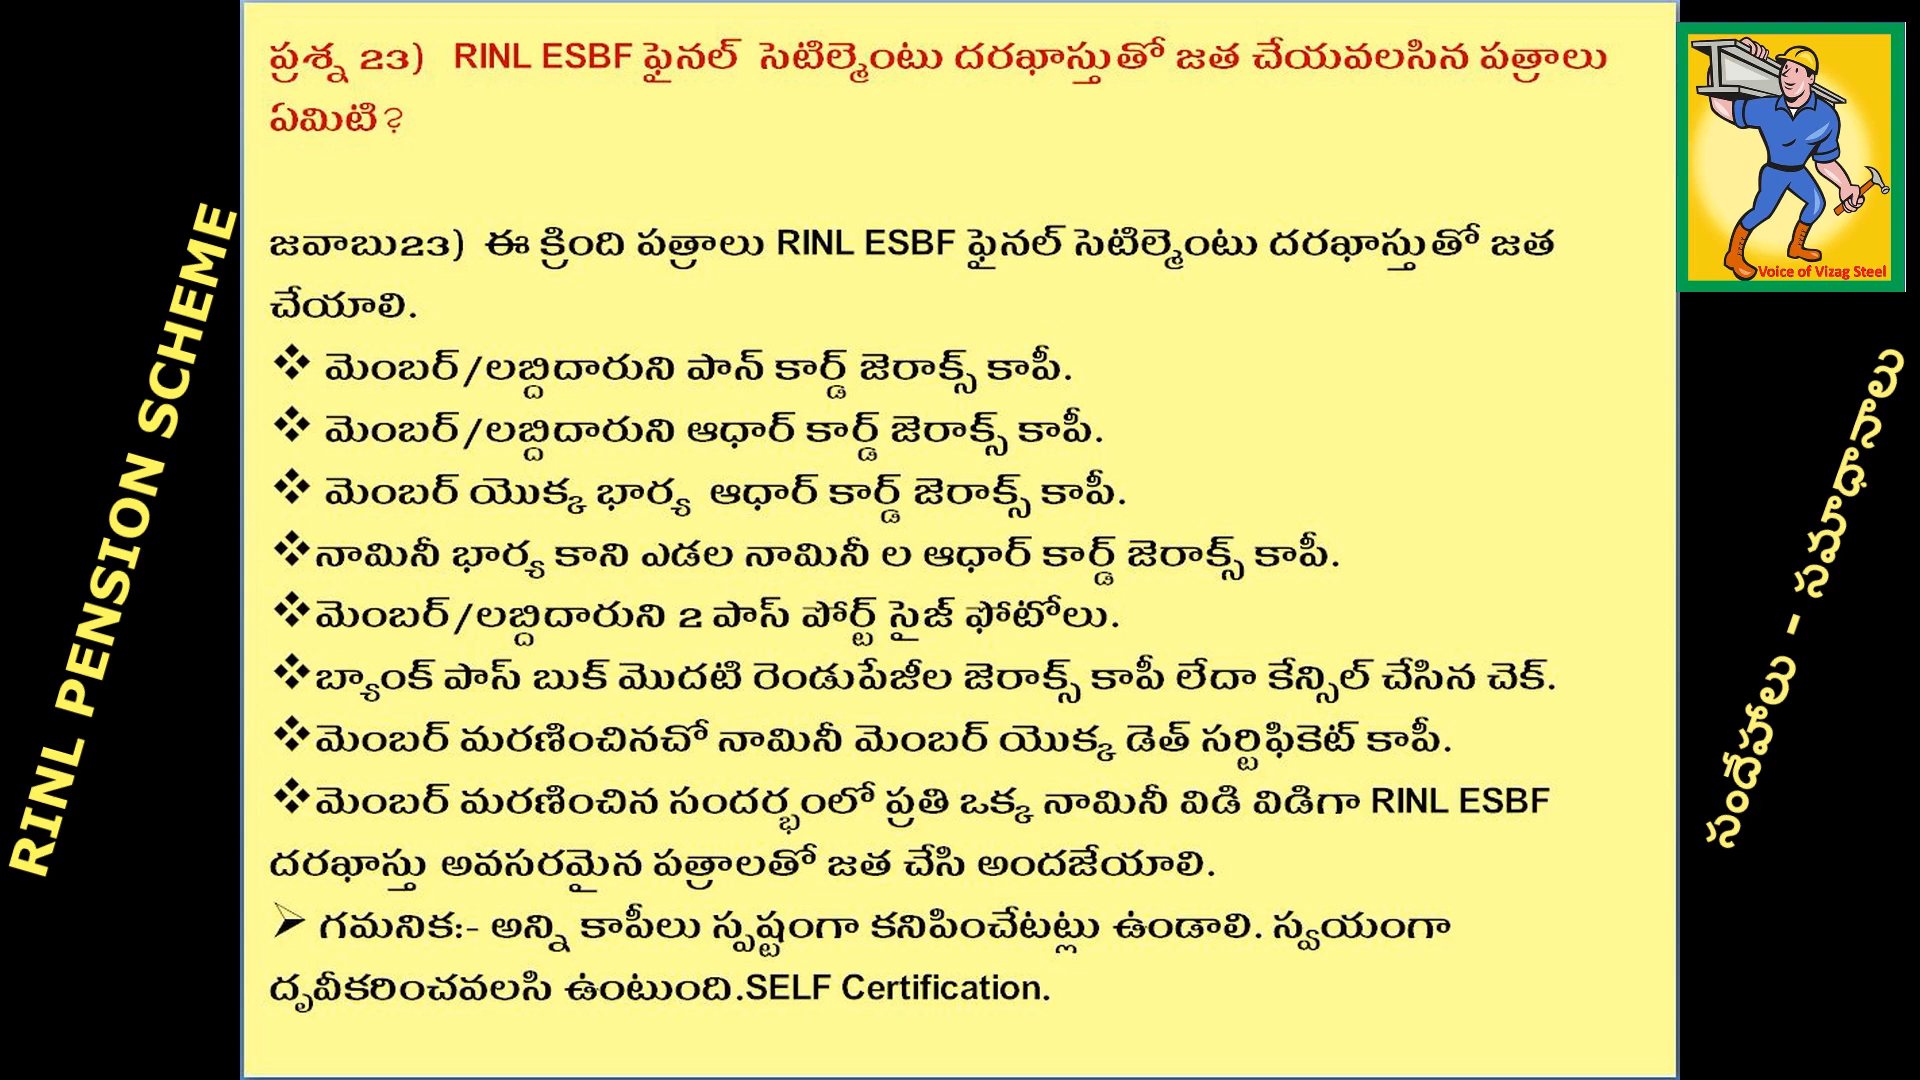 ప్రశ్న 23) RINL ESBF ఫైనల్ సెటిల్మెంటు దరఖాస్తుతో జత చేయవలసిన పత్రాలు
ఏమిటి?
జవాబు23) ఈ క్రింది పత్రాలు RINL ESBF ఫైనల్ సెటిల్మెంటు దరఖాస్తుతో జత
చేయాలి.
❖ మెంబర్/లబ్దిదారుని పాన్ కార్డ్ జెరాక్స్ కాపీ.
❖ మెంబర్/లబ్దిదారుని ఆధార్ కార్డ్ జెరాక్స్ కాపీ.
❖ మెంబర్ యొక్క భార్య ఆధార్ కార్డ్ జెరాక్స్ కాపీ.
❖నామినీ భార్య కాని ఎడల నామినీ ల ఆధార్ కార్డ్ జెరాక్స్ కాపీ.
❖మెంబర్/లబ్దిదారుని 2 పాస్ పోర్ట్ సైజ్ ఫోటోలు.
❖బ్యాంక్ పాస్ బుక్ మొదటి రెండుపేజీల జెరాక్స్ కాపీ లేదా కేన్సిల్ చేసిన చెక్.
❖మెంబర్ మరణించినచో నామినీ మెంబర్ యొక్క డెత్ సర్టిఫికెట్ కాపీ.
❖మెంబర్ మరణించిన సందర్భంలో ప్రతి ఒక్క నామినీ విడి విడిగా RINL ESBF
దరఖాస్తు అవసరమైన పత్రాలతో జత చేసి అందజేయాలి.
➢ గమనిక:- అన్ని కాపీలు స్పష్టంగా కనిపించేటట్లు ఉండాలి. స్వయంగా
దృవీకరించవలసి ఉంటుంది.SELF Certification.
RINL PENSION SCHEME
Voice of Vizag Steel
సందేహాలు - సమాధానాలు